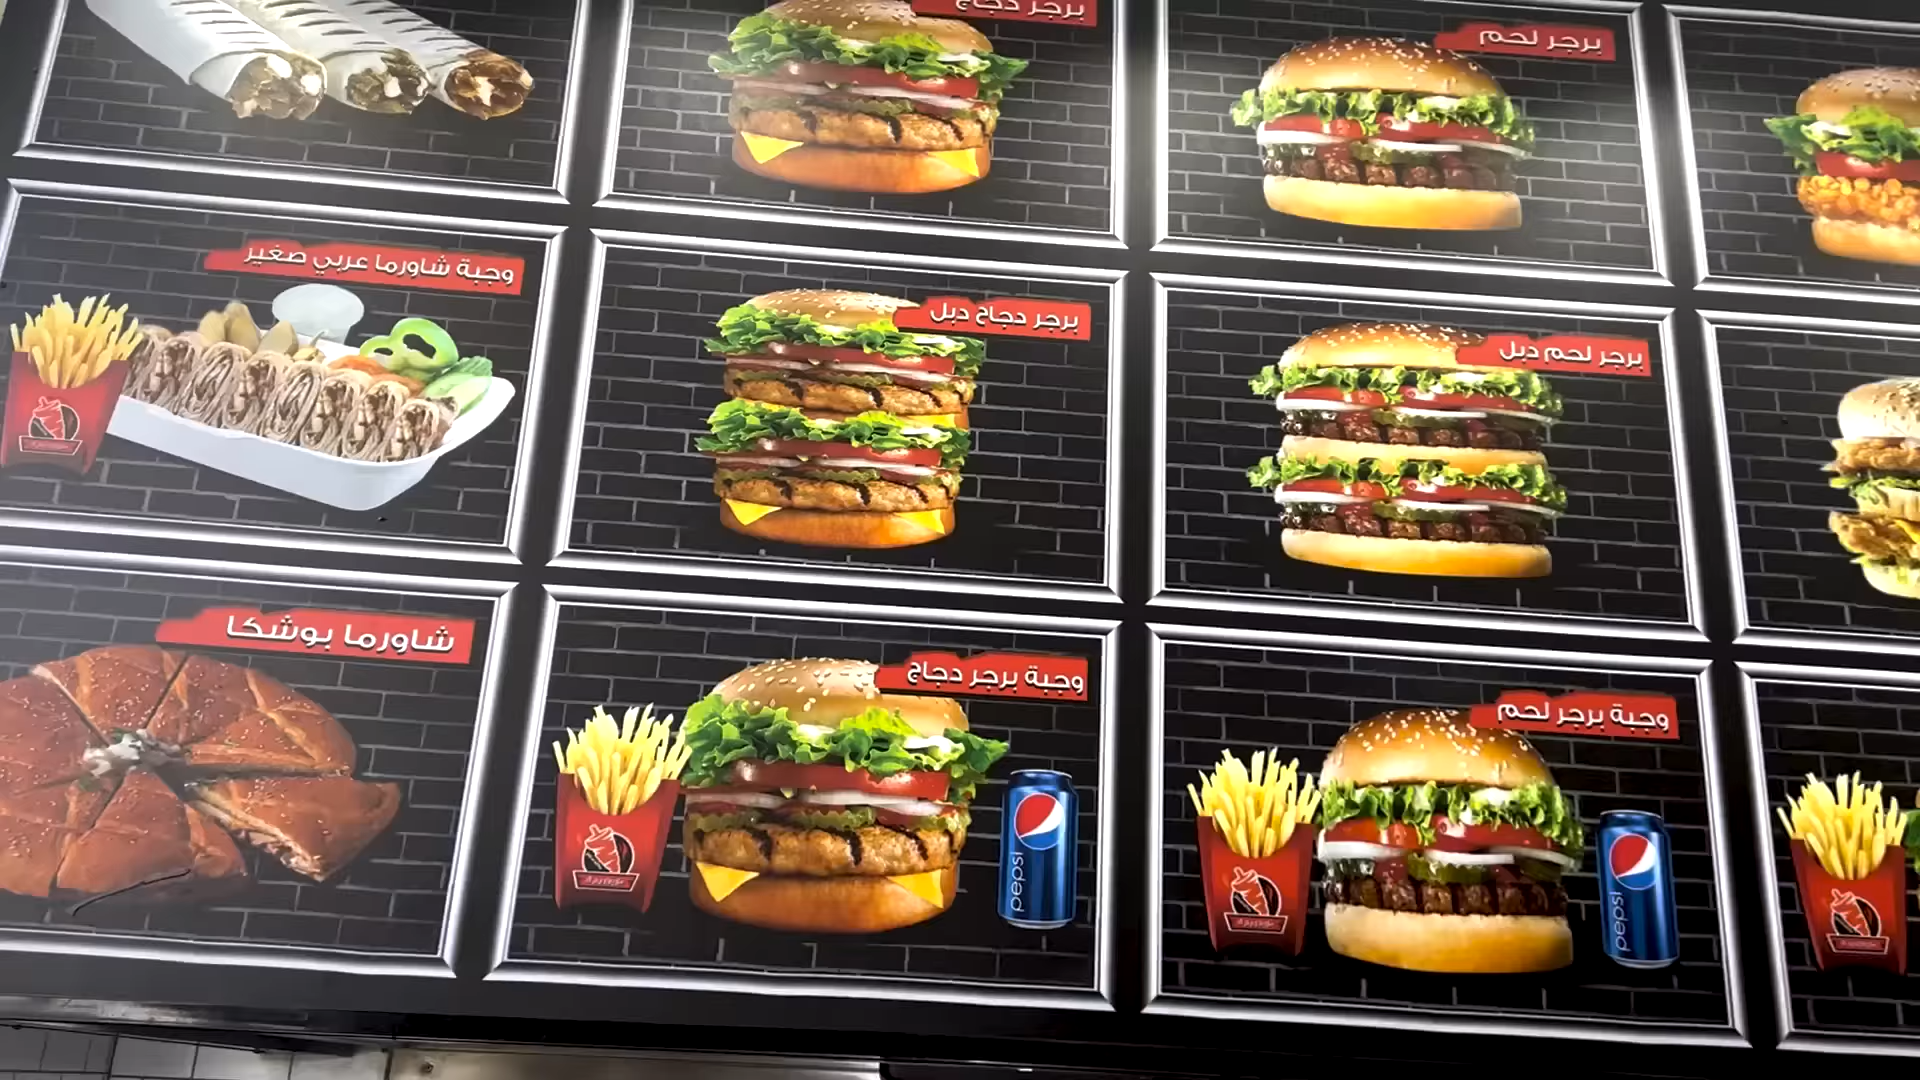 برجر دجاج
برجر لحم
وجبة شاورما عربي صغير
برجر دجاج دبل
برجر لحم دبل
شاورما بوشكا
وجبة برجر دجاج
وجبة برجر لحم
pepsi
pepsi